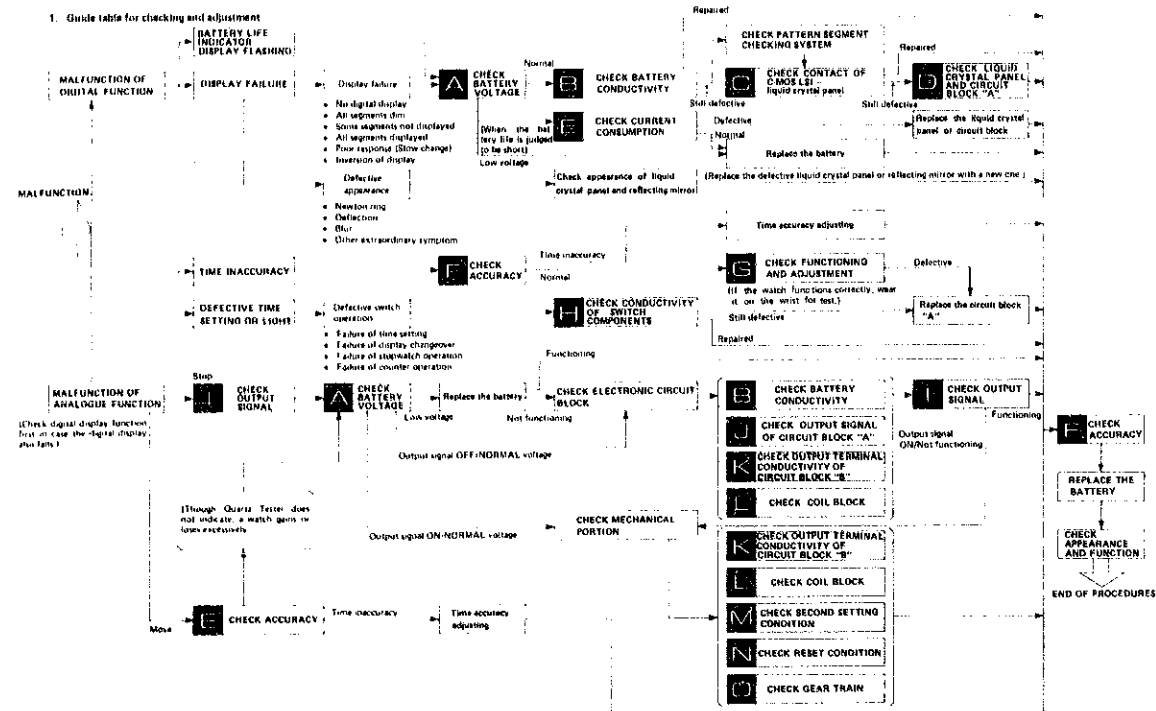 1. Guide table for checking and adjustment
BATTERY LIFE
INDICATOR
DISPLAY FLASHING
MALFUNCTION OF
DIGITAL FUNCTION
DISPLAY FAILURE
Display failure
• No digital display
• All segments dim
• Some segments not displayed
• All segments displayed
• Poor response (Slow change)
• Inversion of display
Defective
appearance
• Newton ring
• Deflection
• Blur
• Other extraordinary symptom
A CHECK
BATTERY
VOLTAGE
Normal
(When the bat
tery life is judged
to be short)
Low voltage
B CHECK BATTERY
CONDUCTIVITY
E CHECK CURRENT
CONSUMPTION
Check appearance of liquid
crystal panel and reflecting mirror
Repaired
CHECK PATTERN SEGMENT
CHECKING SYSTEM
C CHECK CONTACT OF
C-MOS LSI
liquid crystal panel
Still defective
Defective
Normal
Replace the battery
(Replace the defective liquid crystal panel or reflecting mirror with a new one.)
Repaired
D CHECK LIQUID
CRYSTAL PANEL
AND CIRCUIT
BLOCK "A"
Still defective
Replace the liquid crystal
panel or circuit block
MALFUNCTION
TIME INACCURACY
F CHECK
ACCURACY
Time inaccuracy
Normal
Time accuracy adjusting
G CHECK FUNCTIONING
AND ADJUSTMENT
(If the watch functions correctly, wear
it on the wrist for test.)
Defective
Replace the circuit block
"A"
DEFECTIVE TIME
SETTING OR LIGHT
Defective switch
operation
• Failure of time setting
• Failure of display changeover
• Failure of stopwatch operation
• Failure of counter operation
H CHECK CONDUCTIVITY
OF SWITCH
COMPONENTS
Still defective
Repaired
MALFUNCTION OF
ANALOGUE FUNCTION
(Check digital display function
first in case the digital display
also fails.)
Stop
I CHECK
OUTPUT
SIGNAL
A CHECK
BATTERY
VOLTAGE
Low voltage
Replace the battery
Functioning
Not functioning
CHECK ELECTRONIC CIRCUIT
BLOCK
Output signal OFF-NORMAL voltage
B CHECK BATTERY
CONDUCTIVITY
J CHECK OUTPUT SIGNAL
OF CIRCUIT BLOCK "A"
K CHECK OUTPUT TERMINAL
CONDUCTIVITY OF
CIRCUIT BLOCK "B"
L CHECK COIL BLOCK
I CHECK OUTPUT
SIGNAL
Functioning
Output signal
ON/Not functioning
F CHECK
ACCURACY
REPLACE THE
BATTERY
CHECK
APPEARANCE
AND FUNCTION
END OF PROCEDURES
(Though Quartz Tester does
not indicate, a watch gains or
loses excessively
Output signal ON-NORMAL voltage
CHECK MECHANICAL
PORTION
K CHECK OUTPUT TERMINAL
CONDUCTIVITY OF
CIRCUIT BLOCK "B"
L CHECK COIL BLOCK
M CHECK SECOND SETTING
CONDITION
N CHECK RESET CONDITION
O CHECK GEAR TRAIN
Move
E CHECK ACCURACY
Time inaccuracy
Time accuracy
adjusting